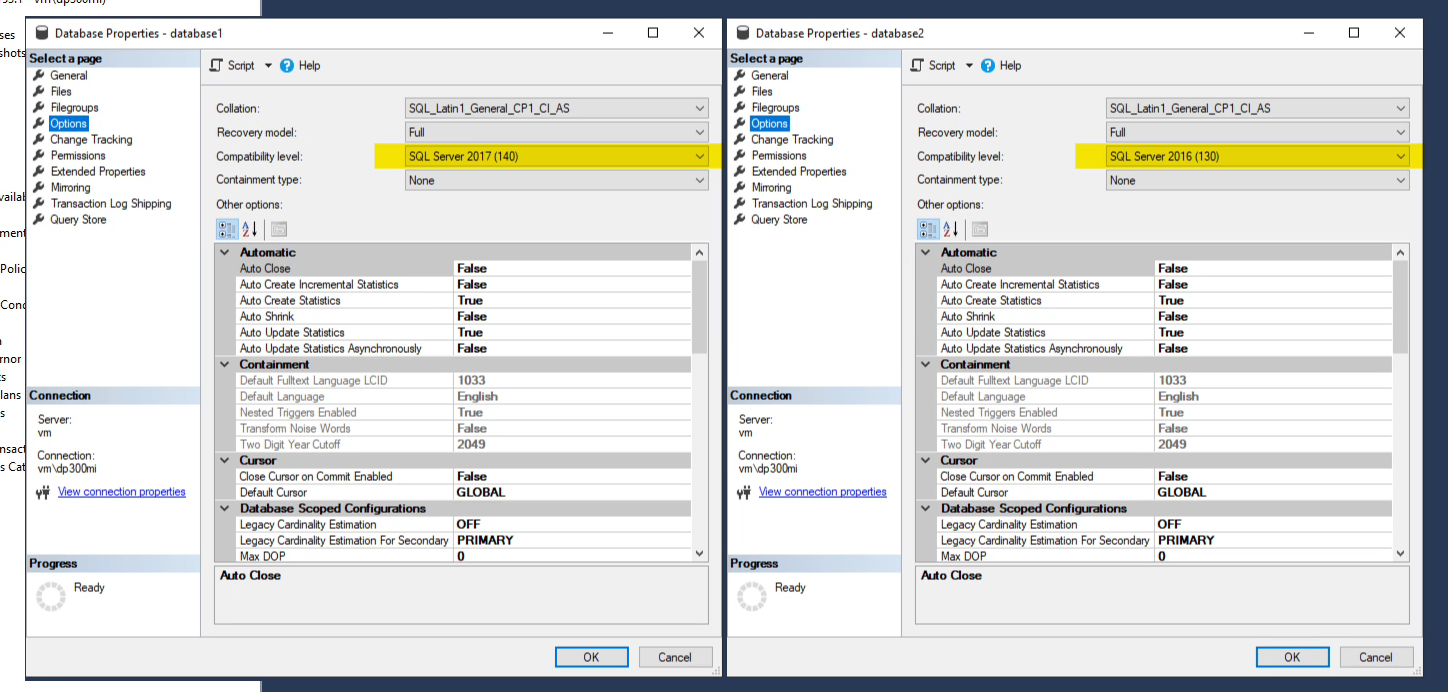 vm\dp300mi)
ses
shots
availab
ment
Polic
Cond
n
rnor
ts
lans
s
nsact
s Cat
Database Properties - database1
Select a page
General
Files
Filegroups
Options
Change Tracking
Permissions
Extended Properties
Mirroring
Transaction Log Shipping
Query Store
Connection
Server:
vm
Connection:
vm\dp300mi
View connection properties
Progress
Ready
Script Help
Collation: SQL_Latin1_General_CP1_CI_AS
Recovery model: Full
Compatibility level: SQL Server 2017 (140)
Containment type: None
Other options:
Automatic
Auto Close False
Auto Create Incremental Statistics False
Auto Create Statistics True
Auto Shrink False
Auto Update Statistics True
Auto Update Statistics Asynchronously False
Containment
Default Fulltext Language LCID 1033
Default Language English
Nested Triggers Enabled True
Transform Noise Words False
Two Digit Year Cutoff 2049
Cursor
Close Cursor on Commit Enabled False
Default Cursor GLOBAL
Database Scoped Configurations
Legacy Cardinality Estimation OFF
Legacy Cardinality Estimation For Secondary PRIMARY
Max DOP 0
Auto Close
OK Cancel
Database Properties - database2
Select a page
General
Files
Filegroups
Options
Change Tracking
Permissions
Extended Properties
Mirroring
Transaction Log Shipping
Query Store
Connection
Server:
vm
Connection:
vm\dp300mi
View connection properties
Progress
Ready
Script Help
Collation: SQL_Latin1_General_CP1_CI_AS
Recovery model: Full
Compatibility level: SQL Server 2016 (130)
Containment type: None
Other options:
Automatic
Auto Close False
Auto Create Incremental Statistics False
Auto Create Statistics True
Auto Shrink False
Auto Update Statistics True
Auto Update Statistics Asynchronously False
Containment
Default Fulltext Language LCID 1033
Default Language English
Nested Triggers Enabled True
Transform Noise Words False
Two Digit Year Cutoff 2049
Cursor
Close Cursor on Commit Enabled False
Default Cursor GLOBAL
Database Scoped Configurations
Legacy Cardinality Estimation OFF
Legacy Cardinality Estimation For Secondary PRIMARY
Max DOP 0
Auto Close
OK Cancel